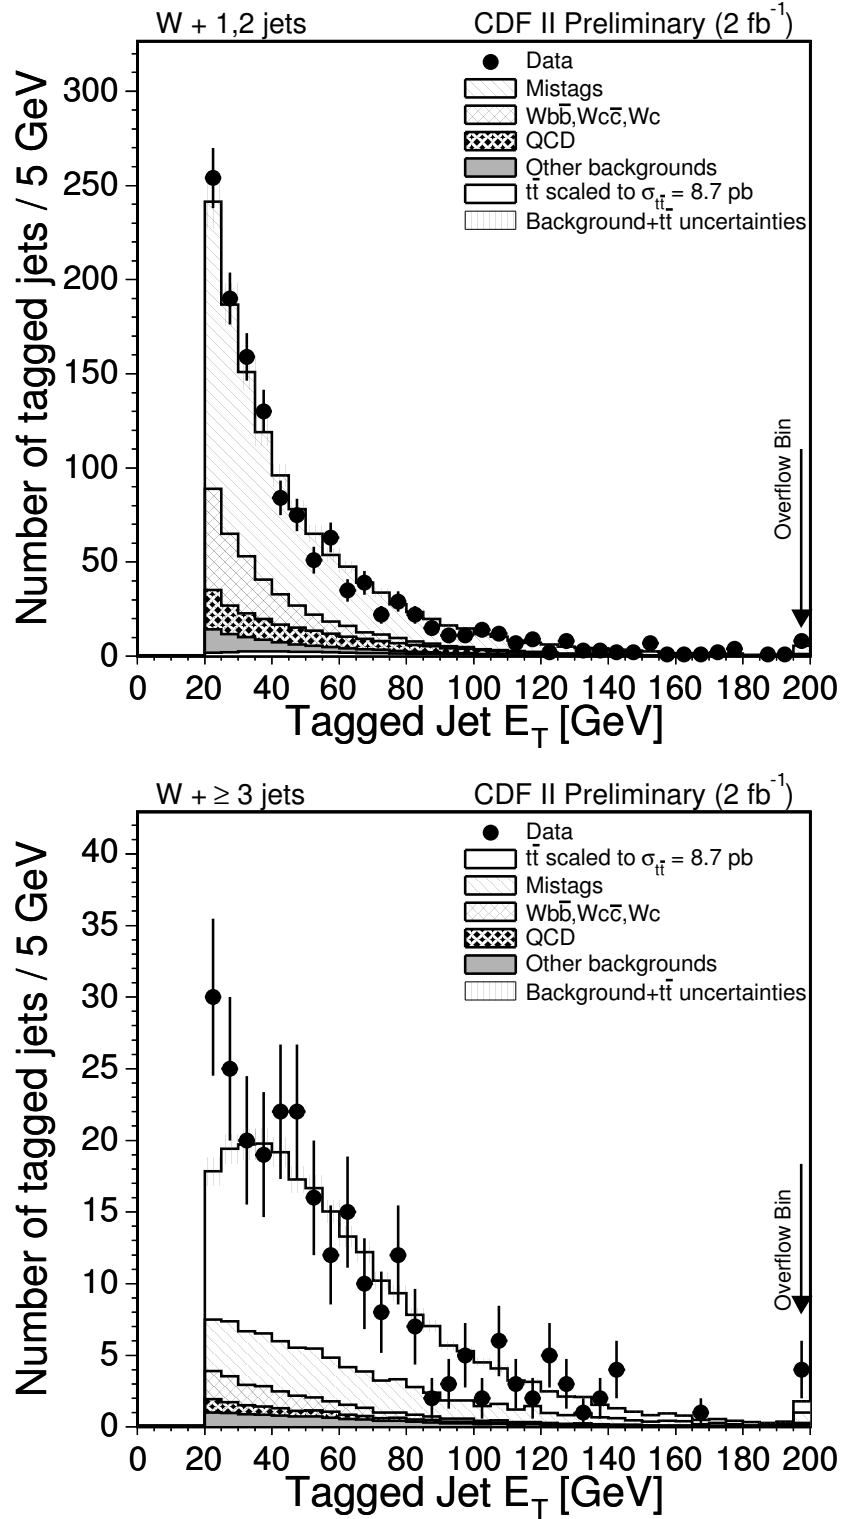 W + 1,2 jets CDF II Preliminary (2 fb⁻¹)
Number of tagged jets / 5 GeV
300
250
200
150
100
50
0
Data
Mistags
Wbb̅,Wcc̅,Wc
QCD
Other backgrounds
tt̅ scaled to σtt̅ = 8.7 pb
Background+tt̅ uncertainties
Overflow Bin
0 20 40 60 80 100 120 140 160 180 200
Tagged Jet E_T [GeV]
W + ≥ 3 jets CDF II Preliminary (2 fb⁻¹)
Number of tagged jets / 5 GeV
40
35
30
25
20
15
10
5
0
Data
tt̅ scaled to σtt̅ = 8.7 pb
Mistags
Wbb̅,Wcc̅,Wc
QCD
Other backgrounds
Background+tt̅ uncertainties
Overflow Bin
0 20 40 60 80 100 120 140 160 180 200
Tagged Jet E_T [GeV]